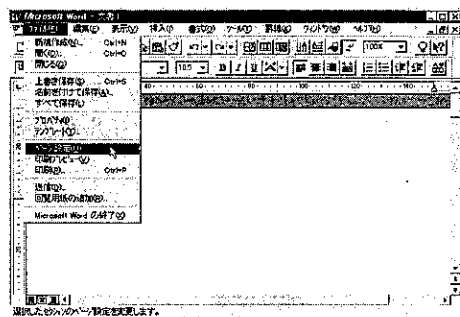 Microsoft Word - 文書1
ファイル(F) 編集(E) 表示(V) 挿入(I) 書式(O) ツール(T) 罫線(A) ウィンドウ(W) ヘルプ(H)
新規作成(N)... Ctrl+N
開く(O)... Ctrl+O
閉じる(C)
100%
10.5
上書き保存(S) Ctrl+S
名前を付けて保存(A)...
すべて保存(L)
プロパティ(I)
テンプレート(T)...
ページ設定(U)...
印刷プレビュー(V)
印刷(P)... Ctrl+P
送信(D)...
回覧用紙の追加(R)...
Microsoft Word の終了(X)
選択したセクションのページ設定を変更します。